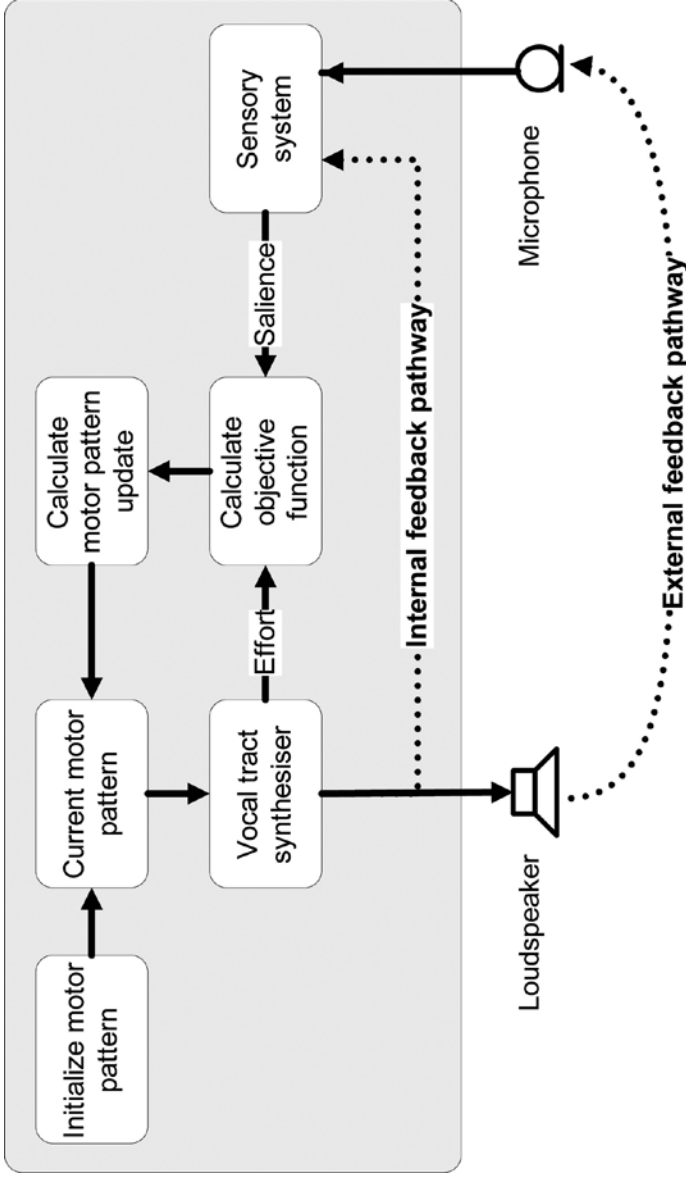 Initialize motor
pattern
Current motor
pattern
Calculate
motor pattern
update
Vocal tract
synthesiser
Effort
Calculate
objective
function
Salience
Sensory
system
Internal feedback pathway
Loudspeaker
Microphone
External feedback pathway